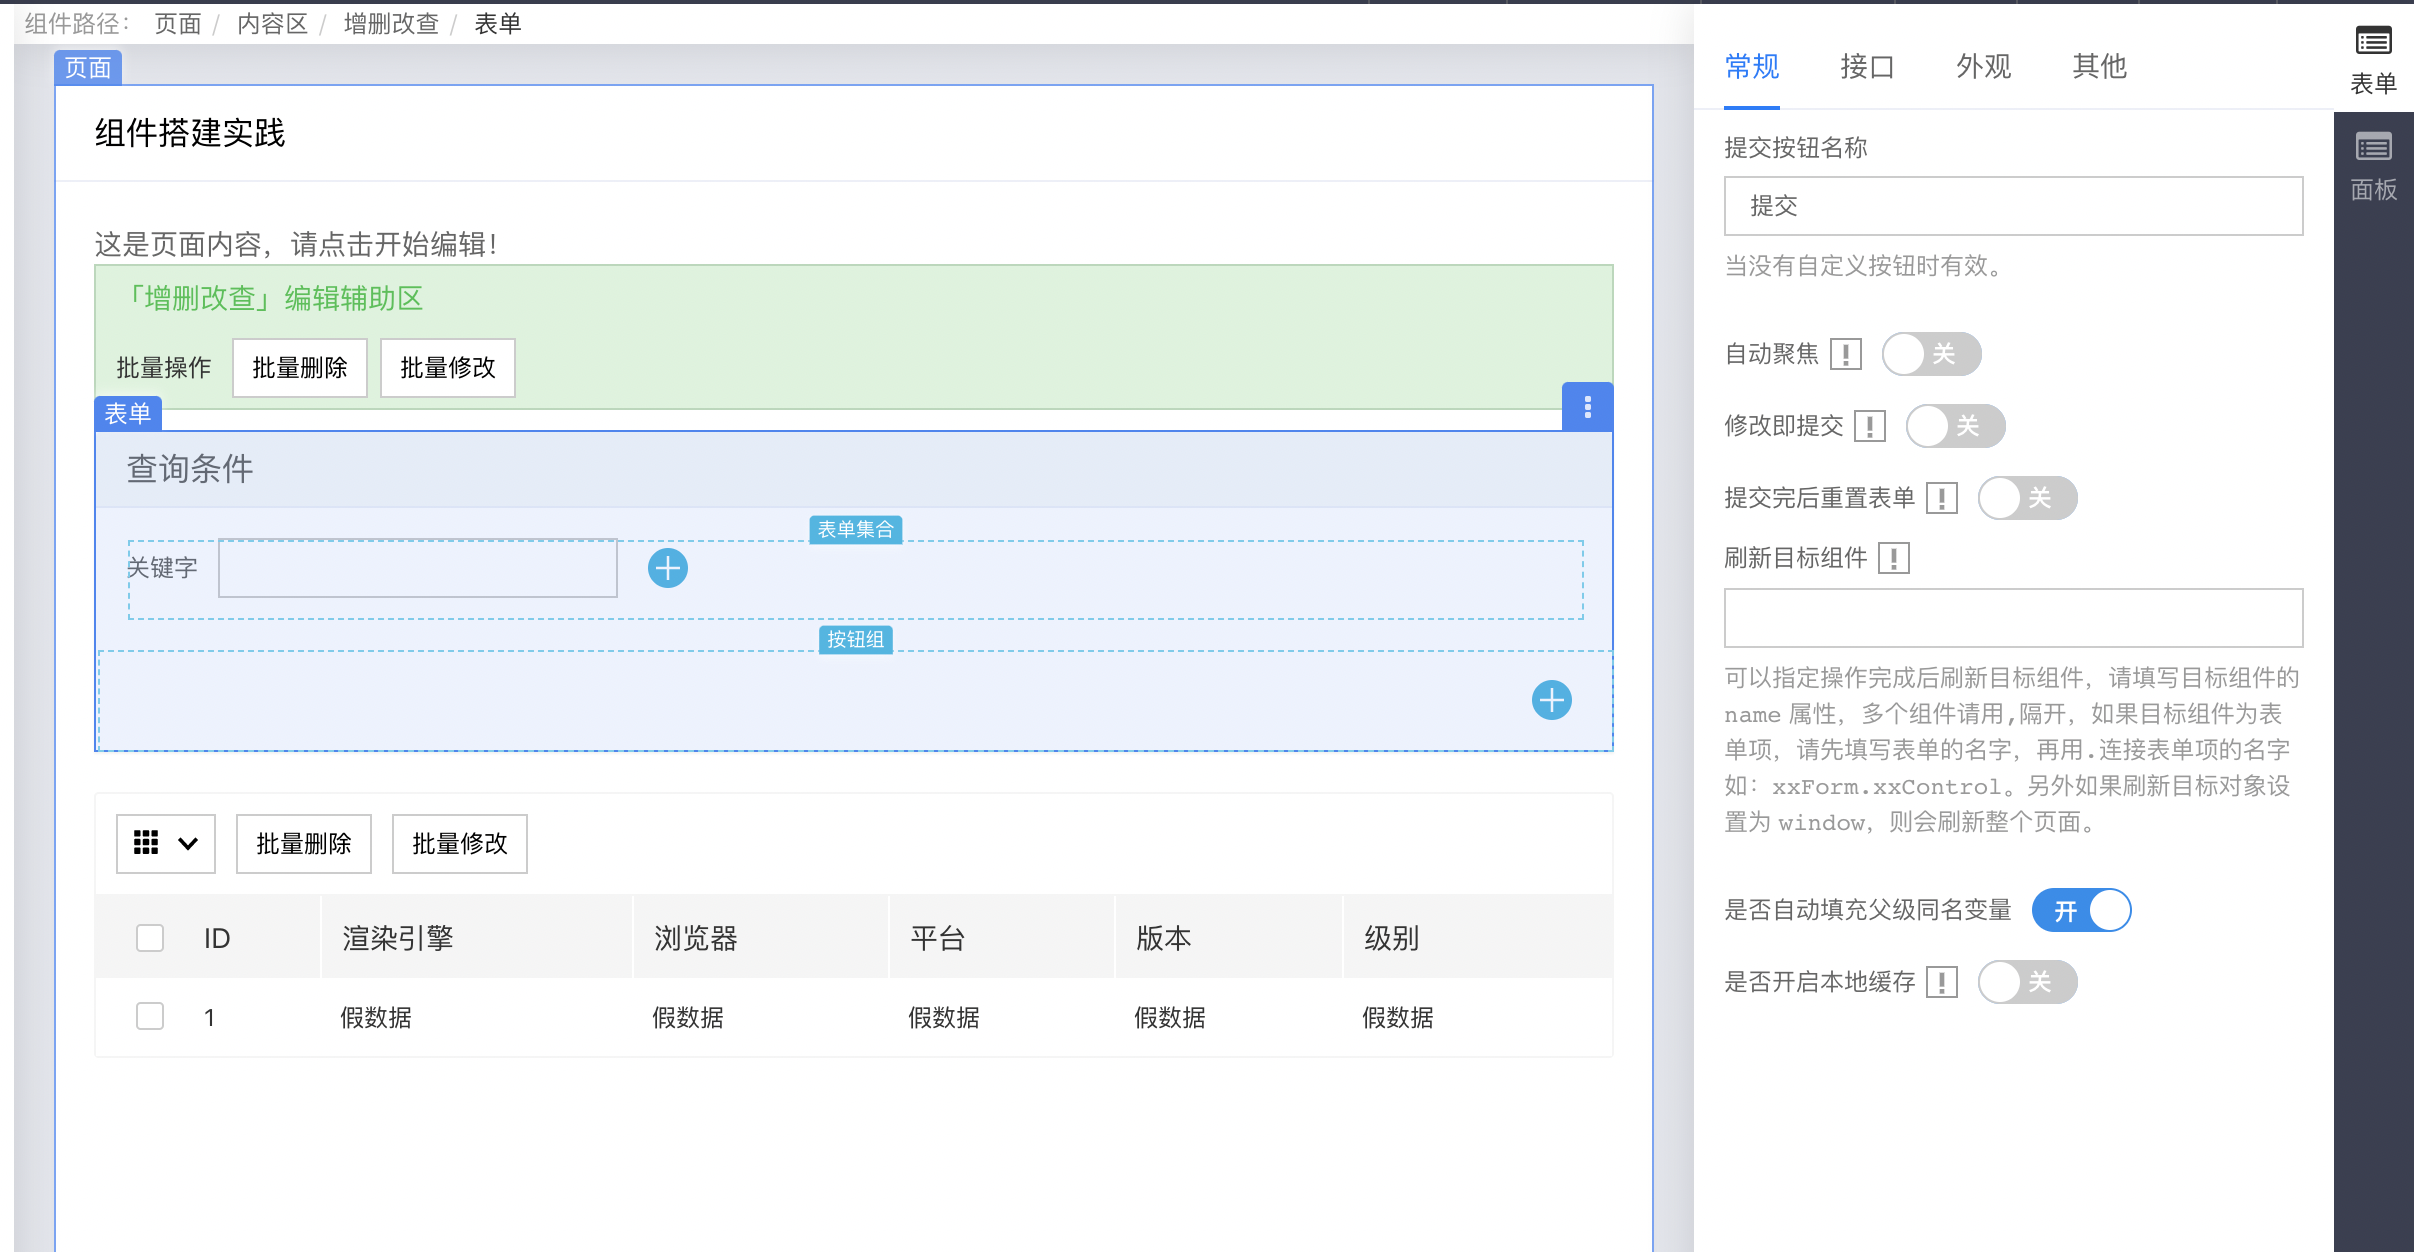 组件路径： 页面 / 内容区 / 增删改查 / 表单
页面
组件搭建实践
这是页面内容，请点击开始编辑！
「增删改查」编辑辅助区
批量操作 批量删除 批量修改
表单
查询条件
表单集合
关键字
按钮组
批量删除 批量修改
ID 渲染引擎 浏览器 平台 版本 级别
1 假数据 假数据 假数据 假数据 假数据
常规 接口 外观 其他
提交按钮名称
提交
当没有自定义按钮时有效。
自动聚焦 ! 关
修改即提交 ! 关
提交完后重置表单 ! 关
刷新目标组件 !
可以指定操作完成后刷新目标组件，请填写目标组件的
name 属性，多个组件请用,隔开，如果目标组件为表
单项，请先填写表单的名字，再用.连接表单项的名字
如：xxForm.xxControl。另外如果刷新目标对象设
置为 window，则会刷新整个页面。
是否自动填充父级同名变量 开
是否开启本地缓存 ! 关
表单
面板